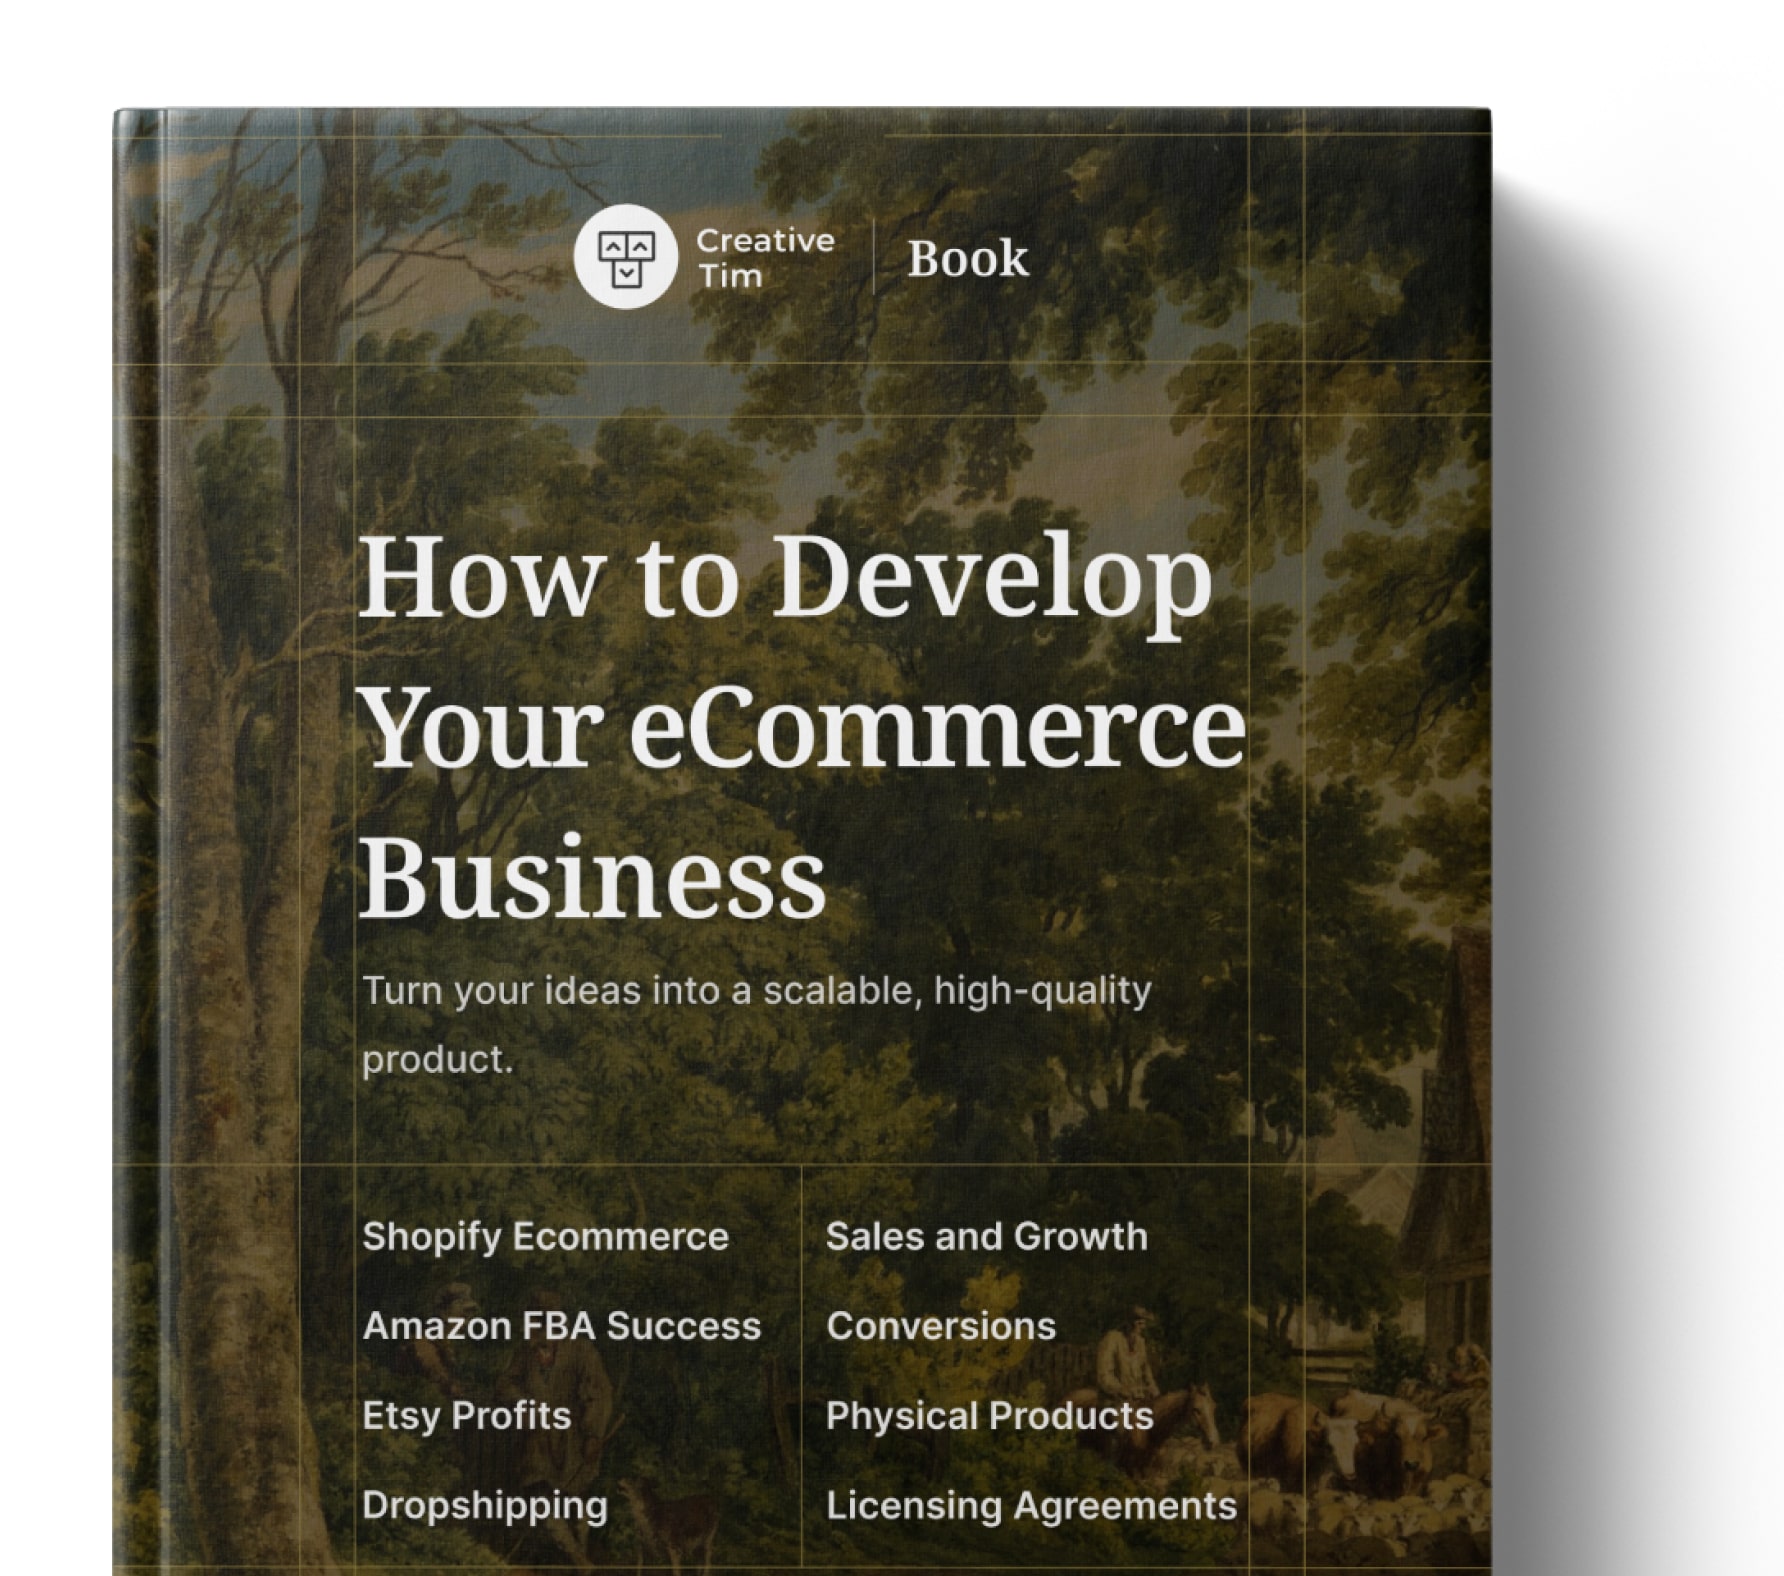 Creative
Tim
Book
How to Develop
Your eCommerce
Business
Turn your ideas into a scalable, high-quality
product.
Shopify Ecommerce
Amazon FBA Success
Etsy Profits
Dropshipping
Sales and Growth
Conversions
Physical Products
Licensing Agreements